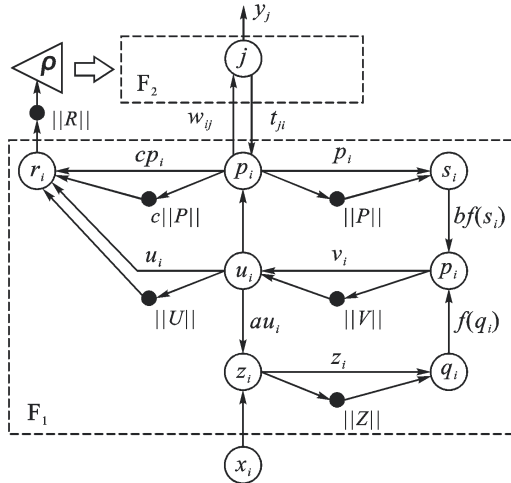 y_j
ρ
j
F_2
||R||
w_ij
t_ji
r_i
cp_i
p_i
p_i
s_i
c||P||
||P||
bf(s_i)
u_i
u_i
v_i
p_i
||U||
||V||
au_i
f(q_i)
z_i
z_i
q_i
F_1
||Z||
x_i